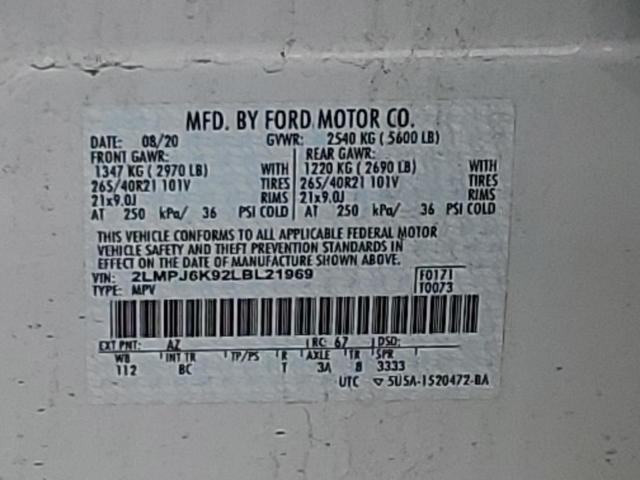 MFD. BY FORD MOTOR CO.
DATE: 08/20 GVWR: 2540 KG ( 5600 LB)
FRONT GAWR: REAR GAWR:
1347 KG ( 2970 LB) WITH 1220 KG ( 2690 LB) WITH
265/40R21 101V TIRES 265/40R21 101V TIRES
21x9.0J RIMS 21x9.0J RIMS
AT 250 kPa/ 36 PSI COLD AT 250 kPa/ 36 PSI COLD
THIS VEHICLE CONFORMS TO ALL APPLICABLE FEDERAL MOTOR
VEHICLE SAFETY AND THEFT PREVENTION STANDARDS IN
EFFECT ON THE DATE OF MANUFACTURE SHOWN ABOVE.
VIN: 2LMPJ6K92LBL21969 F0171
TYPE: MPV T0073
EXT PNT: AZ RC: 67 DSO:
WB INT TR TP/PS R AXLE TR SPR
112 BC T 3A 8 3333
UTC ▽ 5U5A-1520472-BA